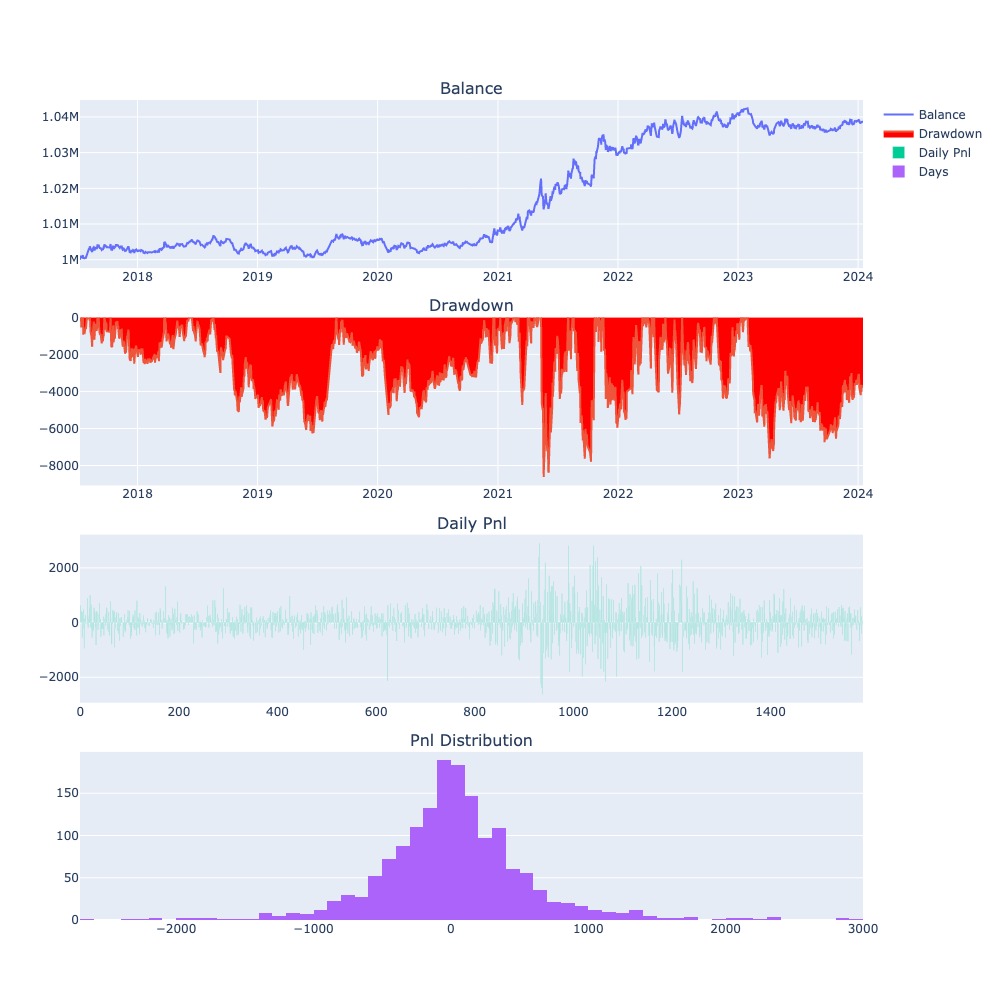 Balance
1.04M
1.03M
1.02M
1.01M
1M
2018 2019 2020 2021 2022 2023 2024
Balance
Drawdown
Daily Pnl
Days
Drawdown
0
−2000
−4000
−6000
−8000
2018 2019 2020 2021 2022 2023 2024
Daily Pnl
2000
0
−2000
0 200 400 600 800 1000 1200 1400
Pnl Distribution
150
100
50
0
−2000 −1000 0 1000 2000 3000